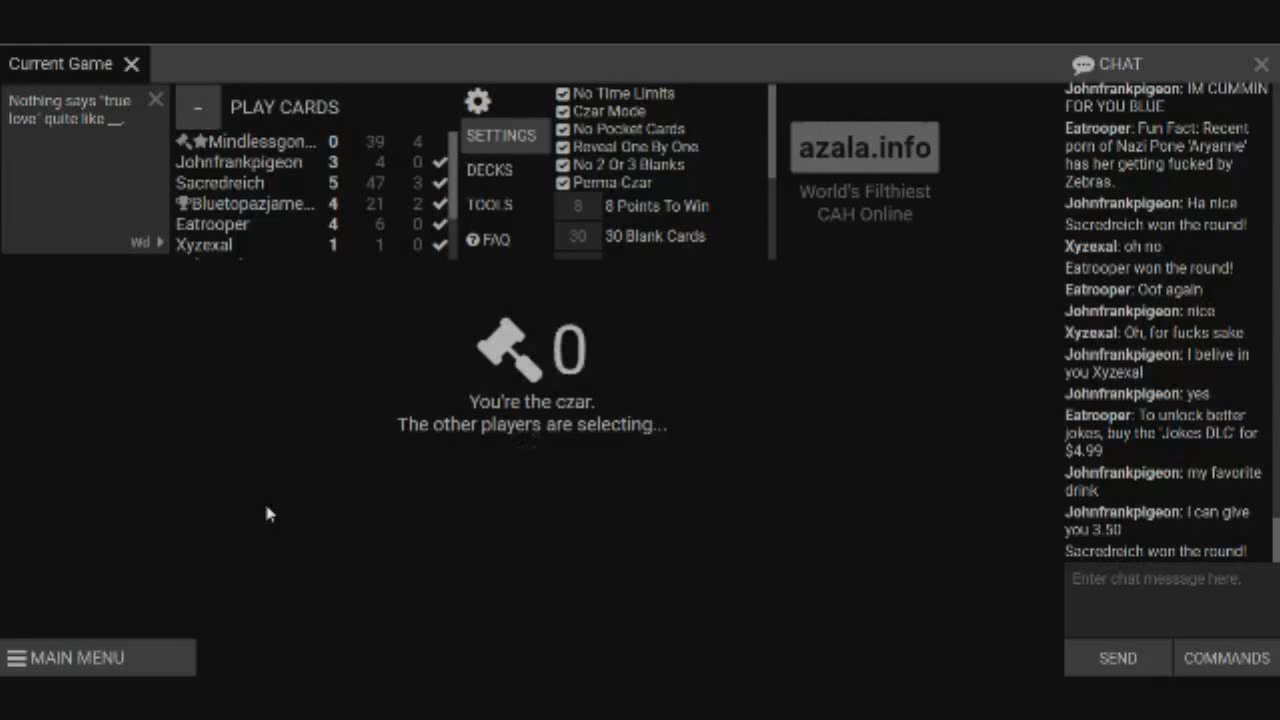 Current Game
CHAT
Nothing says "true
love" quite like __.
Wd
-
PLAY CARDS
Mindlessgon... 0 39 4
Johnfrankpigeon 3 4 0
Sacredreich 5 47 3
Bluetopazjame... 4 21 2
Eatrooper 4 6 0
Xyzexal 1 1 0
SETTINGS
DECKS
TOOLS
FAQ
No Time Limits
Czar Mode
No Pocket Cards
Reveal One By One
No 2 Or 3 Blanks
Perma Czar
8 8 Points To Win
30 30 Blank Cards
azala.info
World's Filthiest
CAH Online
0
You're the czar.
The other players are selecting...
MAIN MENU
Johnfrankpigeon: IM CUMMIN
FOR YOU BLUE
Eatrooper: Fun Fact: Recent
porn of Nazi Pone 'Aryanne'
has her getting fucked by
Zebras.
Johnfrankpigeon: Ha nice
Sacredreich won the round!
Xyzexal: oh no
Eatrooper won the round!
Eatrooper: Oof again
Johnfrankpigeon: nice
Xyzexal: Oh, for fucks sake
Johnfrankpigeon: I belive in
you Xyzexal
Johnfrankpigeon: yes
Eatrooper: To unlock better
jokes, buy the 'Jokes DLC' for
$4.99
Johnfrankpigeon: my favorite
drink
Johnfrankpigeon: I can give
you 3.50
Sacredreich won the round!
Enter chat message here.
SEND
COMMANDS